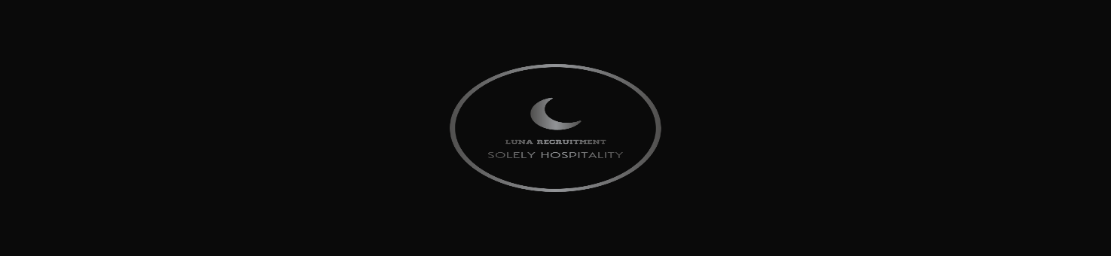 LUNA RECRUITMENT
SOLELY HOSPITALITY